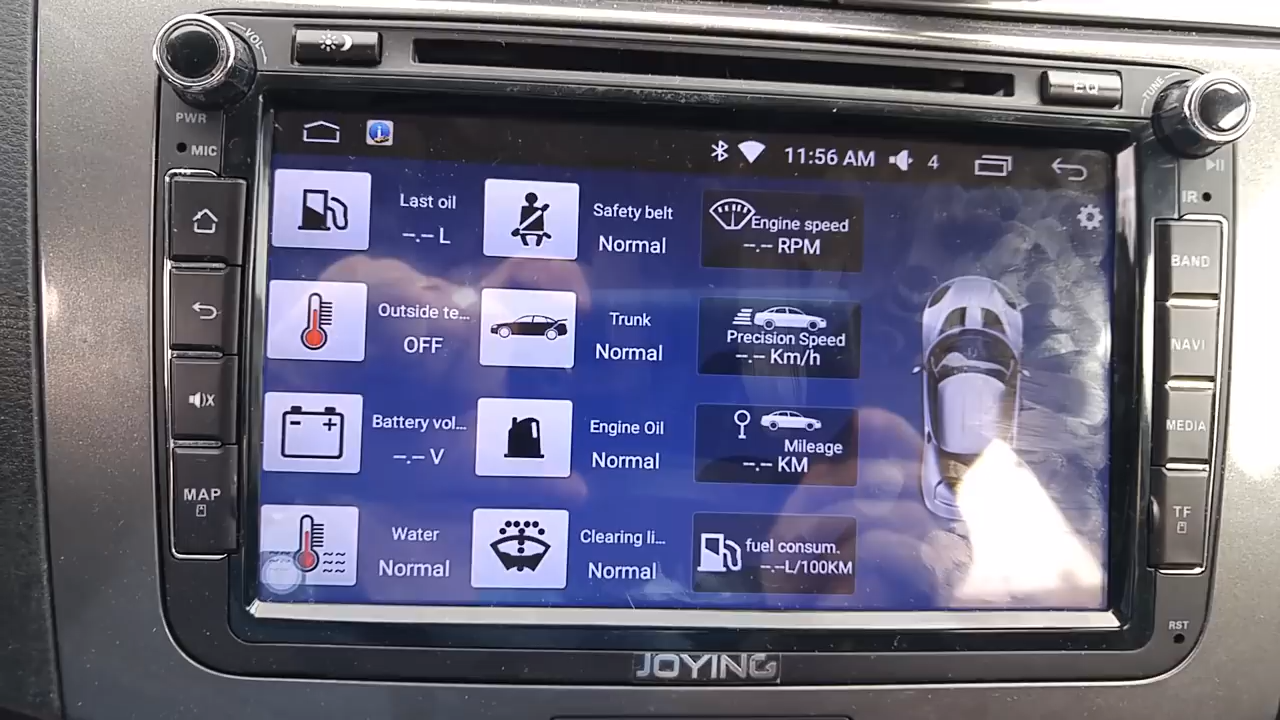 VOL
EQ
TUNE
PWR
MIC
IR
11:56 AM
4
Last oil
--.-- L
Safety belt
Normal
Engine speed
--.-- RPM
Outside te...
OFF
Trunk
Normal
Precision Speed
--.-- Km/h
Battery vol...
--.-- V
Engine Oil
Normal
Mileage
--.-- KM
Water
Normal
Clearing li...
Normal
fuel consum.
--.--L/100KM
MAP
BAND
NAVI
MEDIA
TF
RST
JOYING